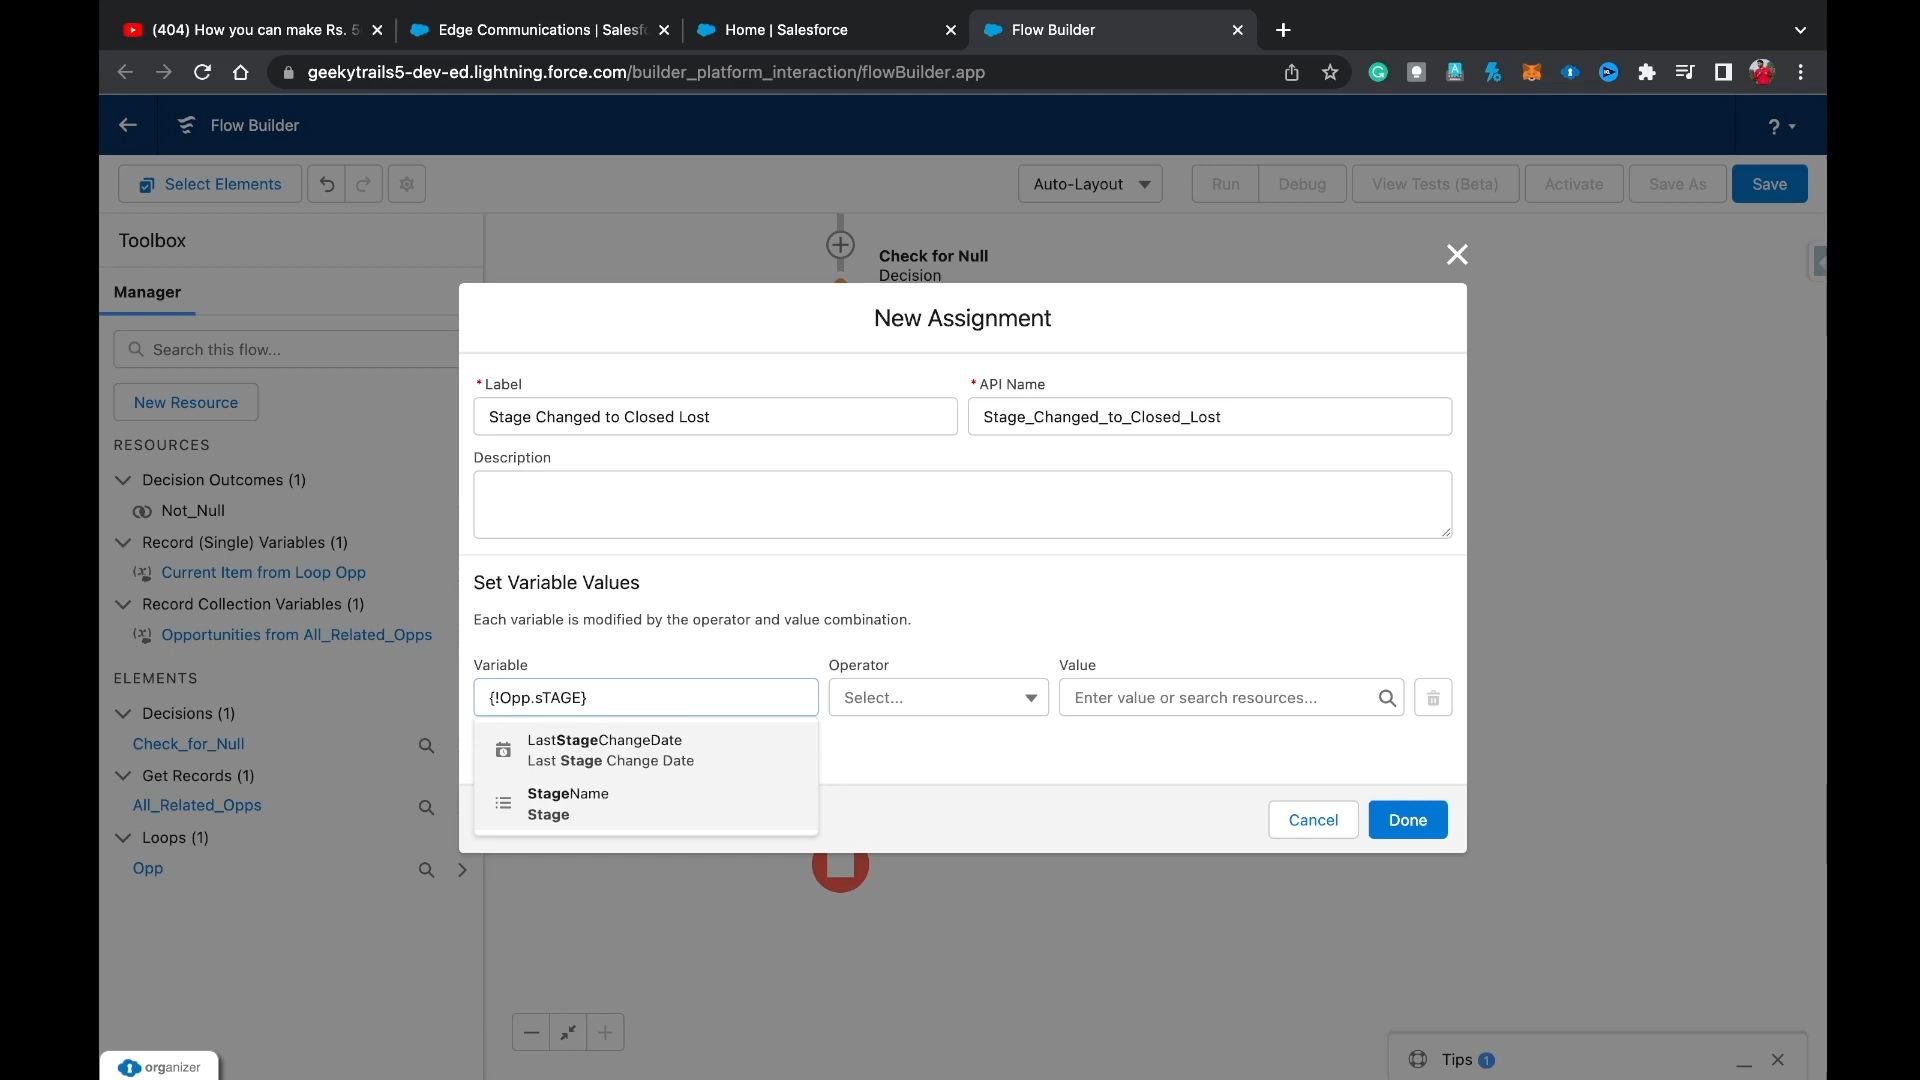 (404) How you can make Rs. 5
Edge Communications | Salesf
Home | Salesforce
Flow Builder
geekytrails5-dev-ed.lightning.force.com/builder_platform_interaction/flowBuilder.app
Flow Builder
?
Select Elements
Auto-Layout
Run
Debug
View Tests (Beta)
Activate
Save As
Save
Toolbox
Manager
Search this flow...
New Resource
RESOURCES
Decision Outcomes (1)
Not_Null
Record (Single) Variables (1)
Current Item from Loop Opp
Record Collection Variables (1)
Opportunities from All_Related_Opps
ELEMENTS
Decisions (1)
Check_for_Null
Get Records (1)
All_Related_Opps
Loops (1)
Opp
Check for Null
Decision
New Assignment
*Label
*API Name
Stage Changed to Closed Lost
Stage_Changed_to_Closed_Lost
Description
Set Variable Values
Each variable is modified by the operator and value combination.
Variable
Operator
Value
{!Opp.sTAGE}
Select...
Enter value or search resources...
LastStageChangeDate
Last Stage Change Date
StageName
Stage
Cancel
Done
Tips 1
organizer